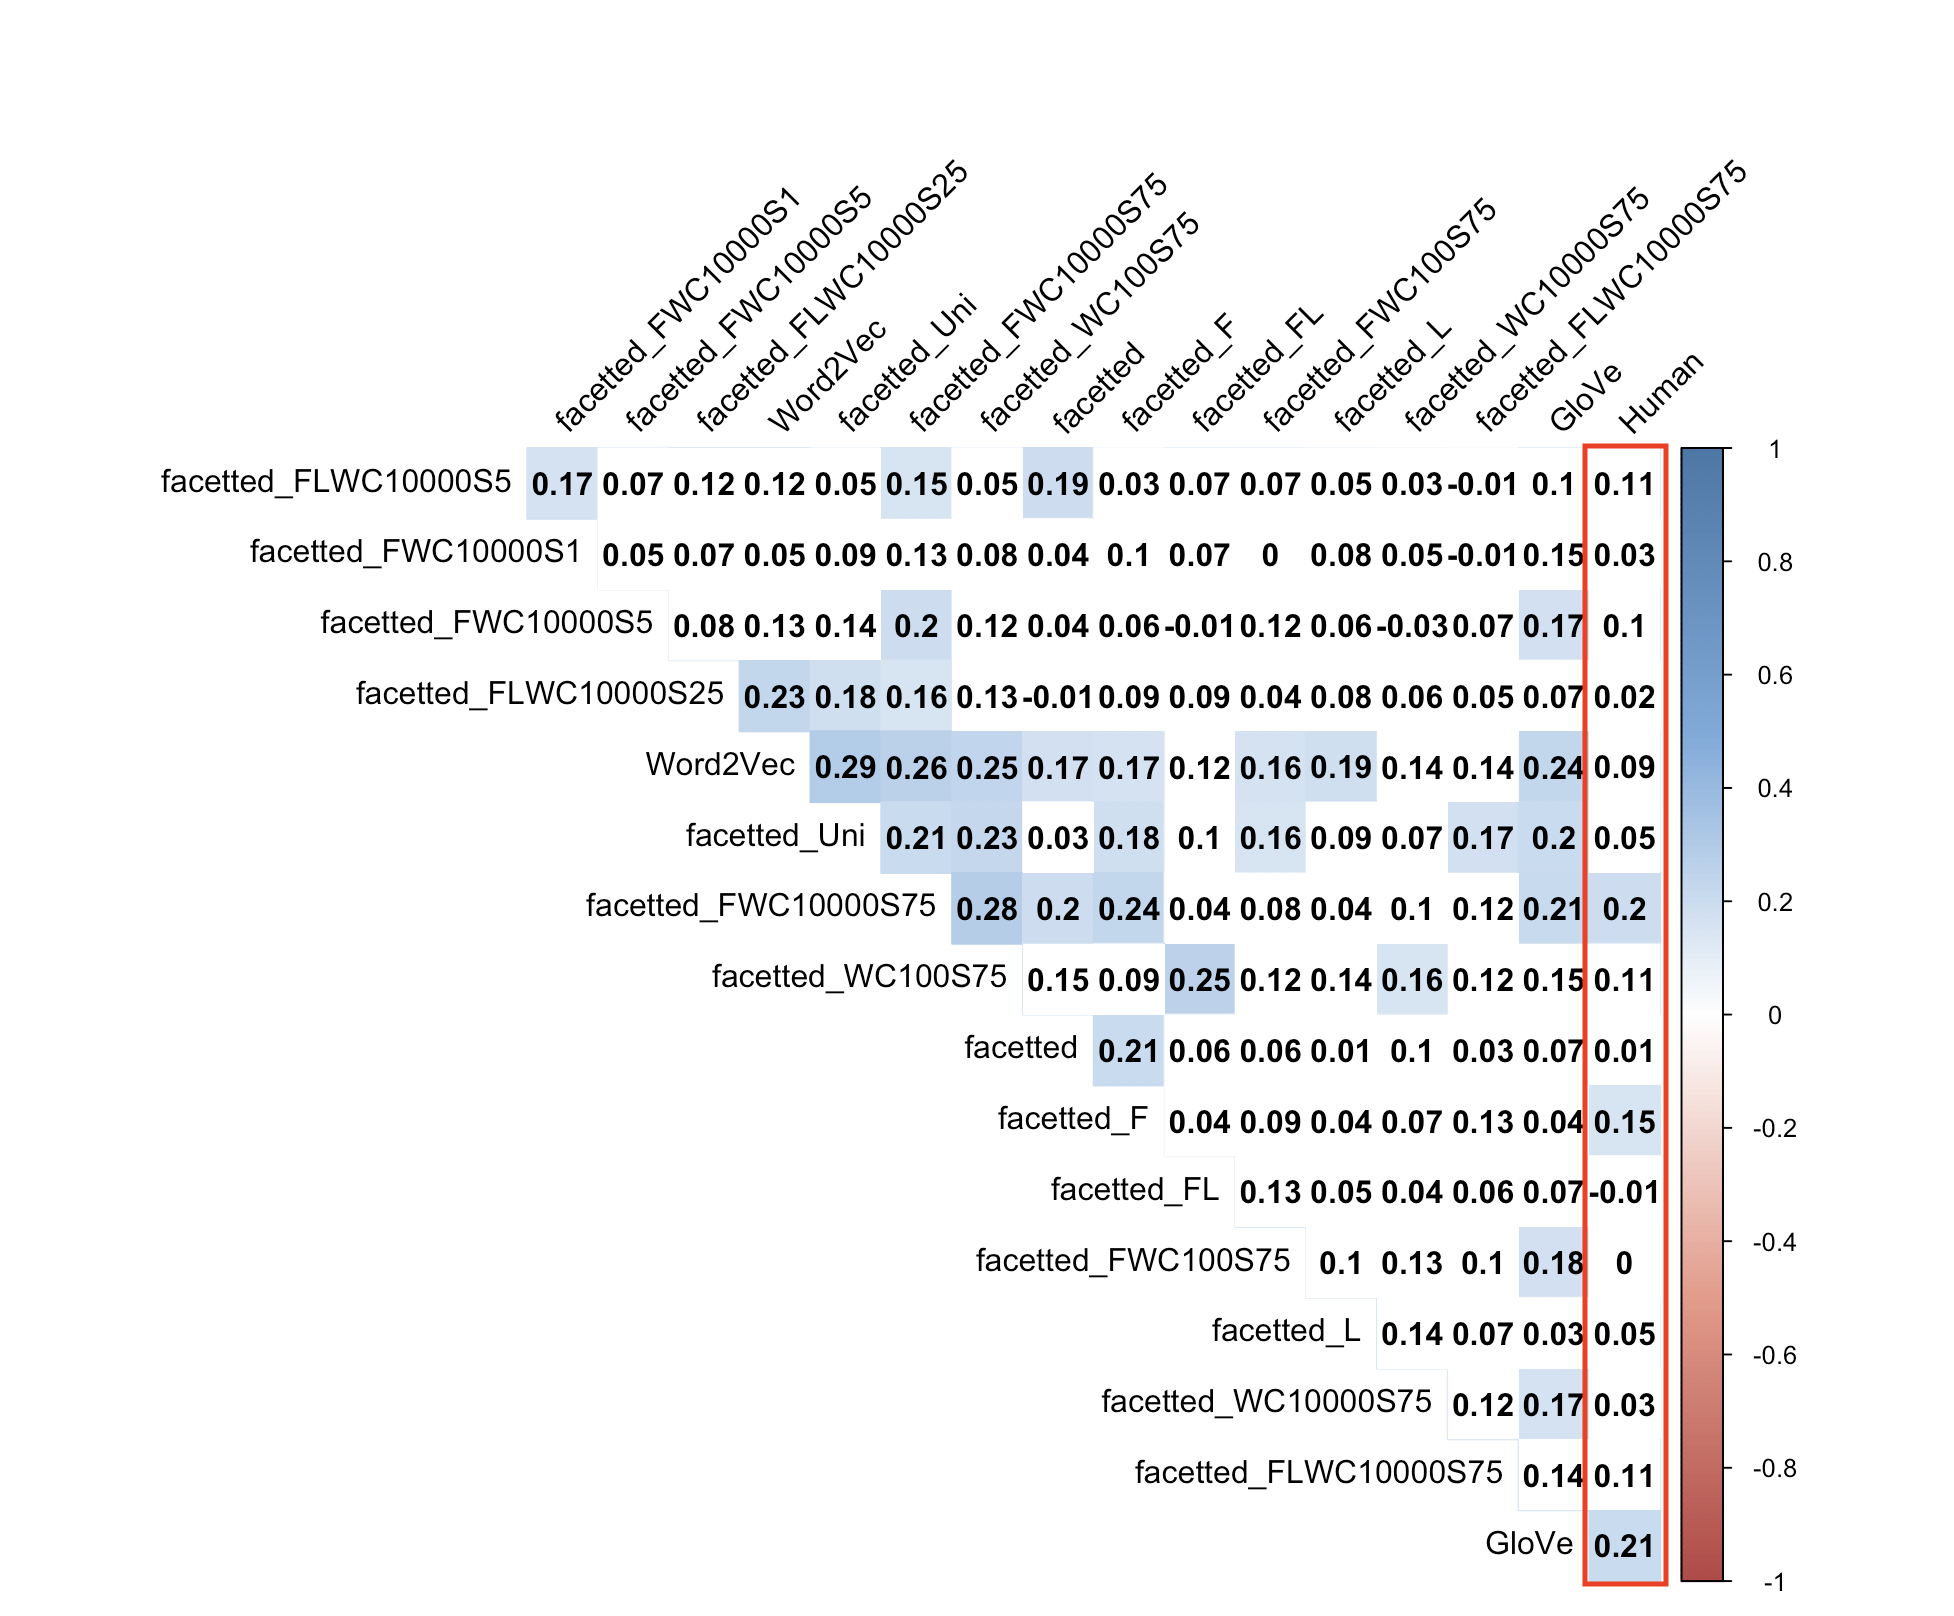 facetted_FWC10000S1
facetted_FWC10000S5
facetted_FLWC10000S25
Word2Vec
facetted_Uni
facetted_FWC10000S75
facetted_WC100S75
facetted
facetted_F
facetted_FL
facetted_FWC100S75
facetted_L
facetted_WC10000S75
facetted_FLWC10000S75
GloVe
Human
facetted_FLWC10000S5 0.17 0.07 0.12 0.12 0.05 0.15 0.05 0.19 0.03 0.07 0.07 0.05 0.03 -0.01 0.1 0.11
facetted_FWC10000S1 0.05 0.07 0.05 0.09 0.13 0.08 0.04 0.1 0.07 0 0.08 0.05 -0.01 0.15 0.03
facetted_FWC10000S5 0.08 0.13 0.14 0.2 0.12 0.04 0.06 -0.01 0.12 0.06 -0.03 0.07 0.17 0.1
facetted_FLWC10000S25 0.23 0.18 0.16 0.13 -0.01 0.09 0.09 0.04 0.08 0.06 0.05 0.07 0.02
Word2Vec 0.29 0.26 0.25 0.17 0.17 0.12 0.16 0.19 0.14 0.14 0.24 0.09
facetted_Uni 0.21 0.23 0.03 0.18 0.1 0.16 0.09 0.07 0.17 0.2 0.05
facetted_FWC10000S75 0.28 0.2 0.24 0.04 0.08 0.04 0.1 0.12 0.21 0.2
facetted_WC100S75 0.15 0.09 0.25 0.12 0.14 0.16 0.12 0.15 0.11
facetted 0.21 0.06 0.06 0.01 0.1 0.03 0.07 0.01
facetted_F 0.04 0.09 0.04 0.07 0.13 0.04 0.15
facetted_FL 0.13 0.05 0.04 0.06 0.07 -0.01
facetted_FWC100S75 0.1 0.13 0.1 0.18 0
facetted_L 0.14 0.07 0.03 0.05
facetted_WC10000S75 0.12 0.17 0.03
facetted_FLWC10000S75 0.14 0.11
GloVe 0.21
1
0.8
0.6
0.4
0.2
0
-0.2
-0.4
-0.6
-0.8
-1